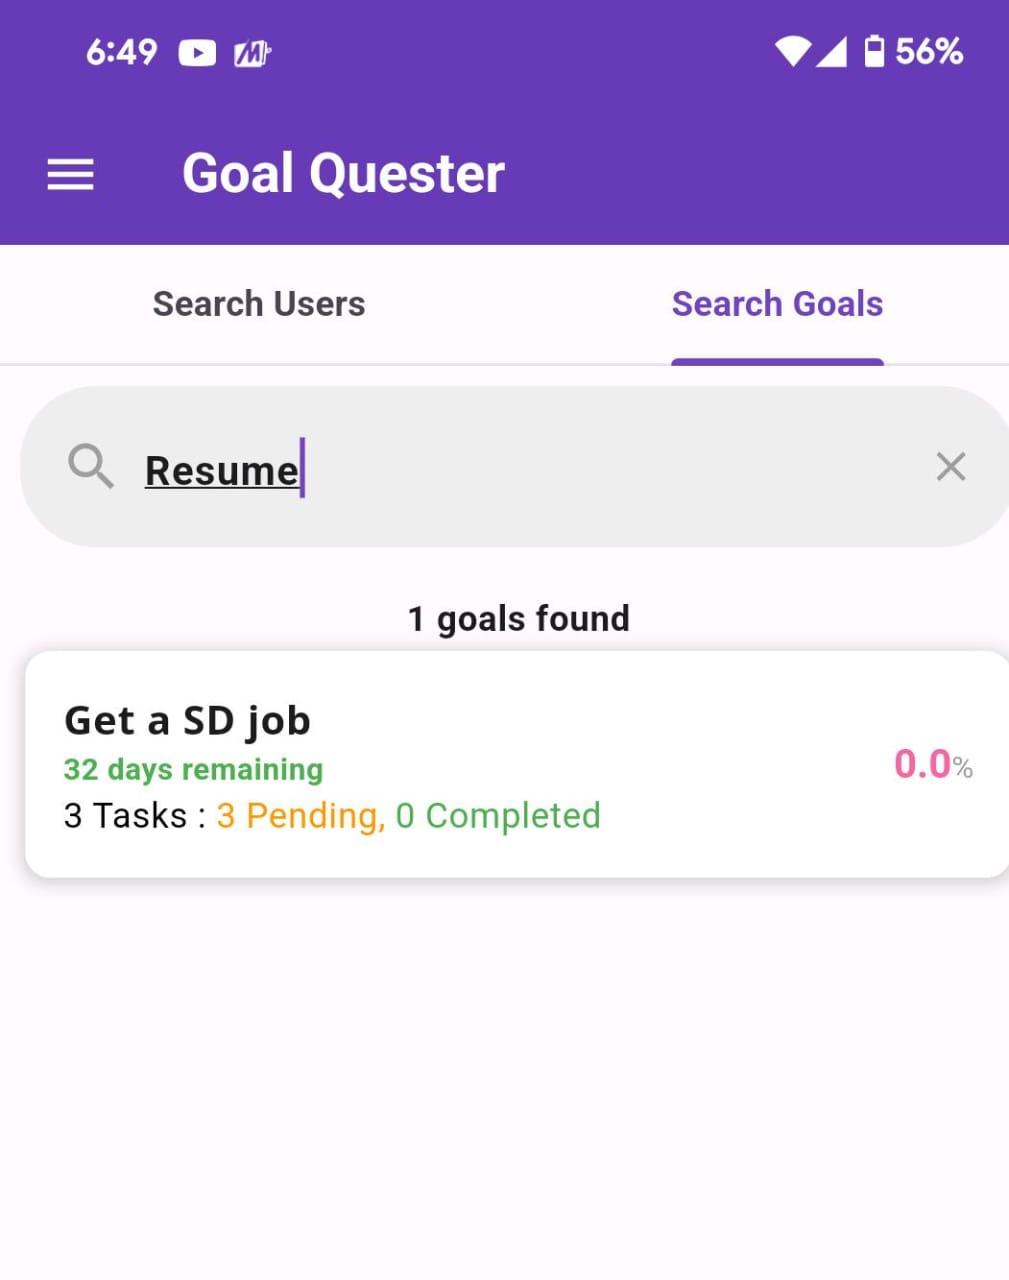 6:49 56%
Goal Quester
Search Users Search Goals
Resume
1 goals found
Get a SD job
32 days remaining
0.0%
3 Tasks : 3 Pending, 0 Completed